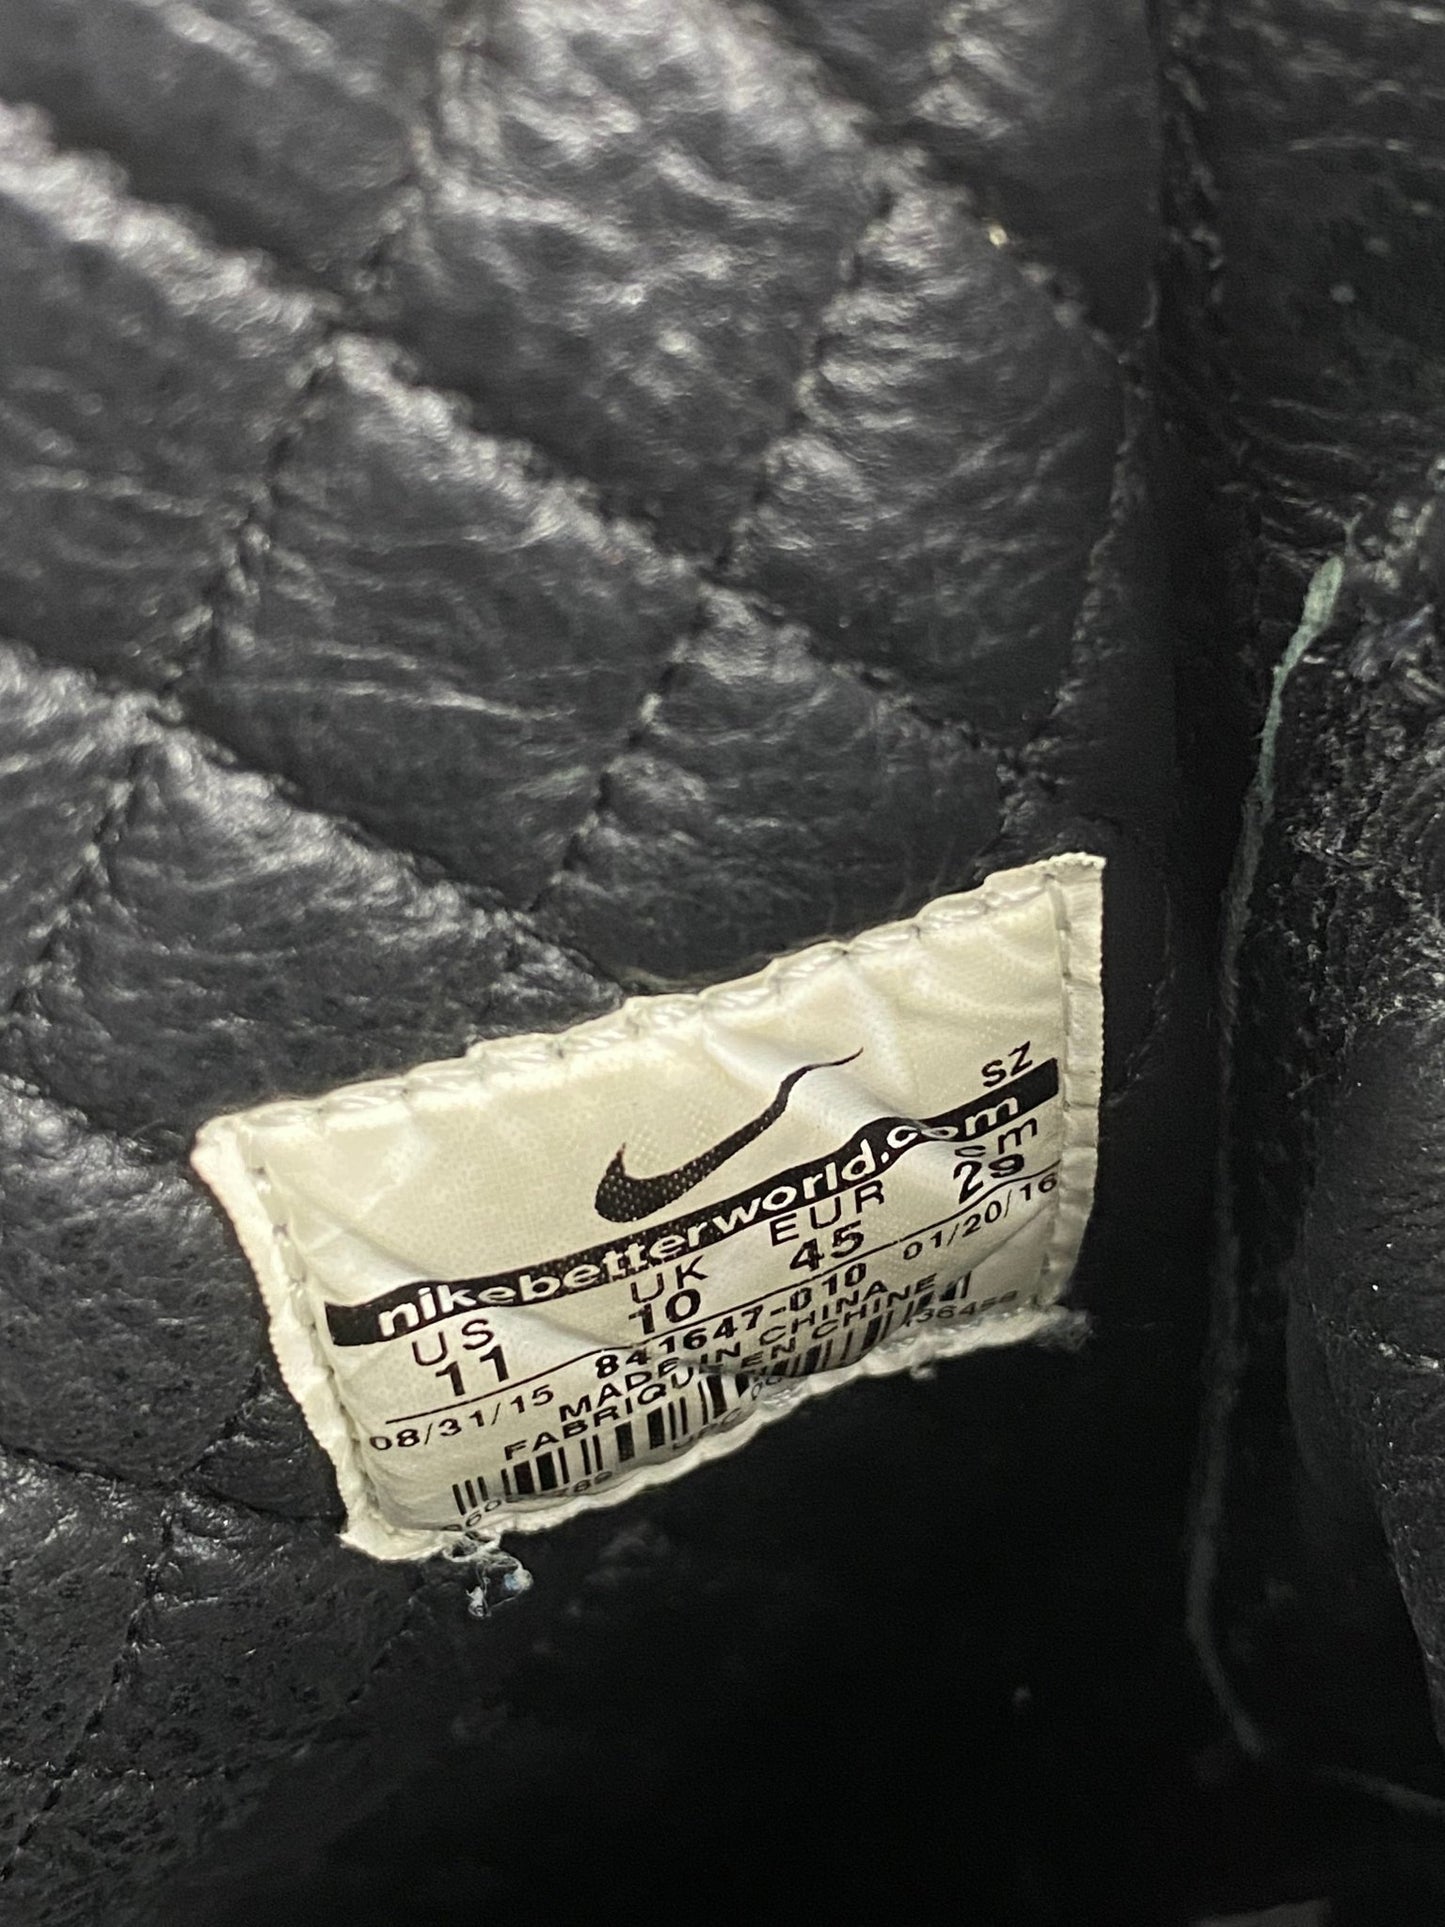 SZ
nikebetterworld.com
US UK EUR cm
11 10 45 29
08/31/15 841647-010 01/20/16
MADE IN CHINA
FABRIQUE EN CHINE